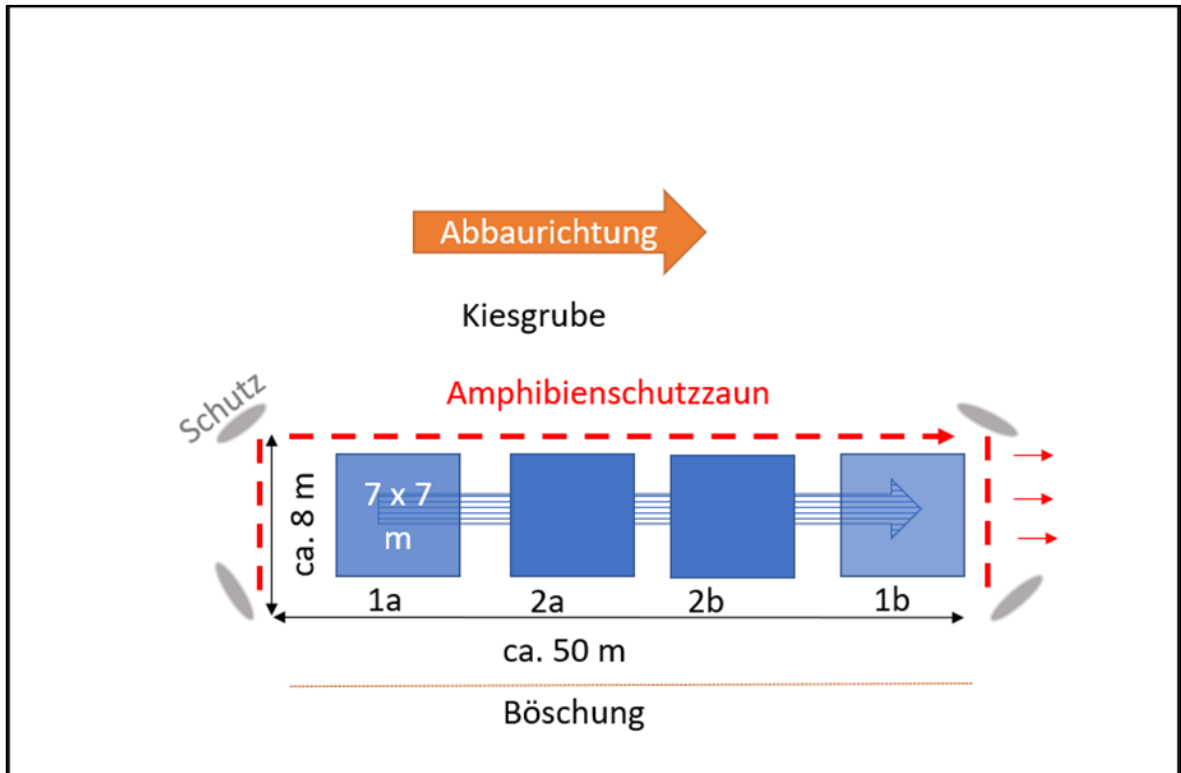 Abbaurichtung
Kiesgrube
Schutz
Amphibienschutzzaun
ca. 8 m
7 x 7
m
1a
2a
2b
1b
ca. 50 m
Böschung